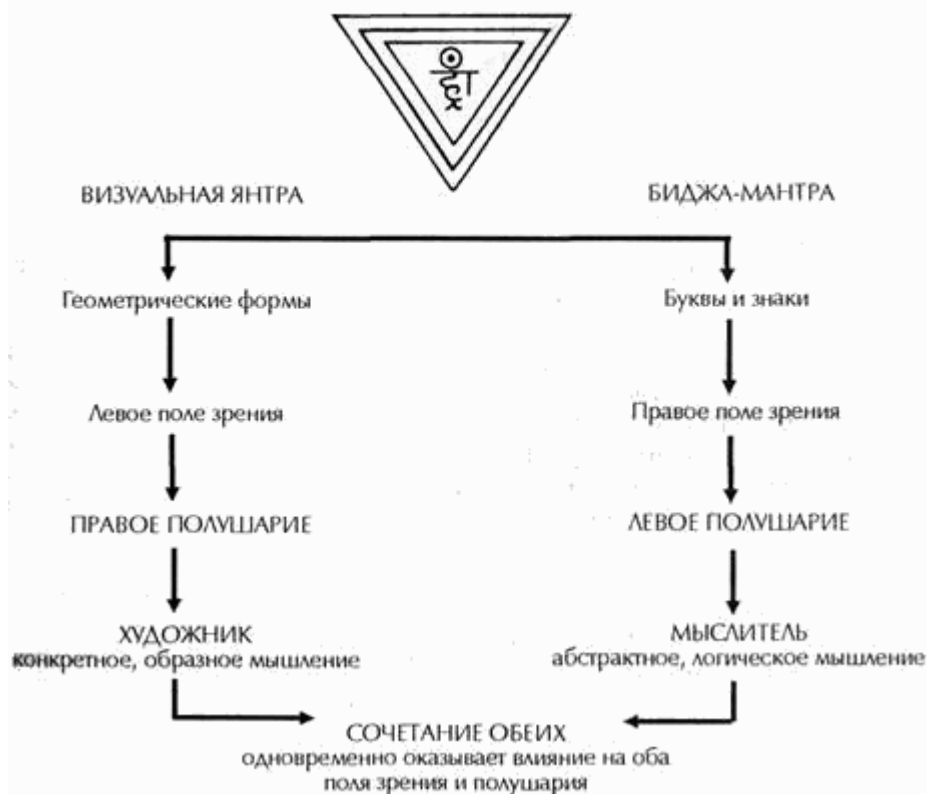 ВИЗУАЛЬНАЯ ЯНТРА
БИДЖА-МАНТРА
Геометрические формы
Буквы и знаки
Левое поле зрения
Правое поле зрения
ПРАВОЕ ПОЛУШАРИЕ
ЛЕВОЕ ПОЛУШАРИЕ
ХУДОЖНИК
конкретное, образное мышление
МЫСЛИТЕЛЬ
абстрактное, логическое мышление
СОЧЕТАНИЕ ОБЕИХ
одновременно оказывает влияние на оба
поля зрения и полушария